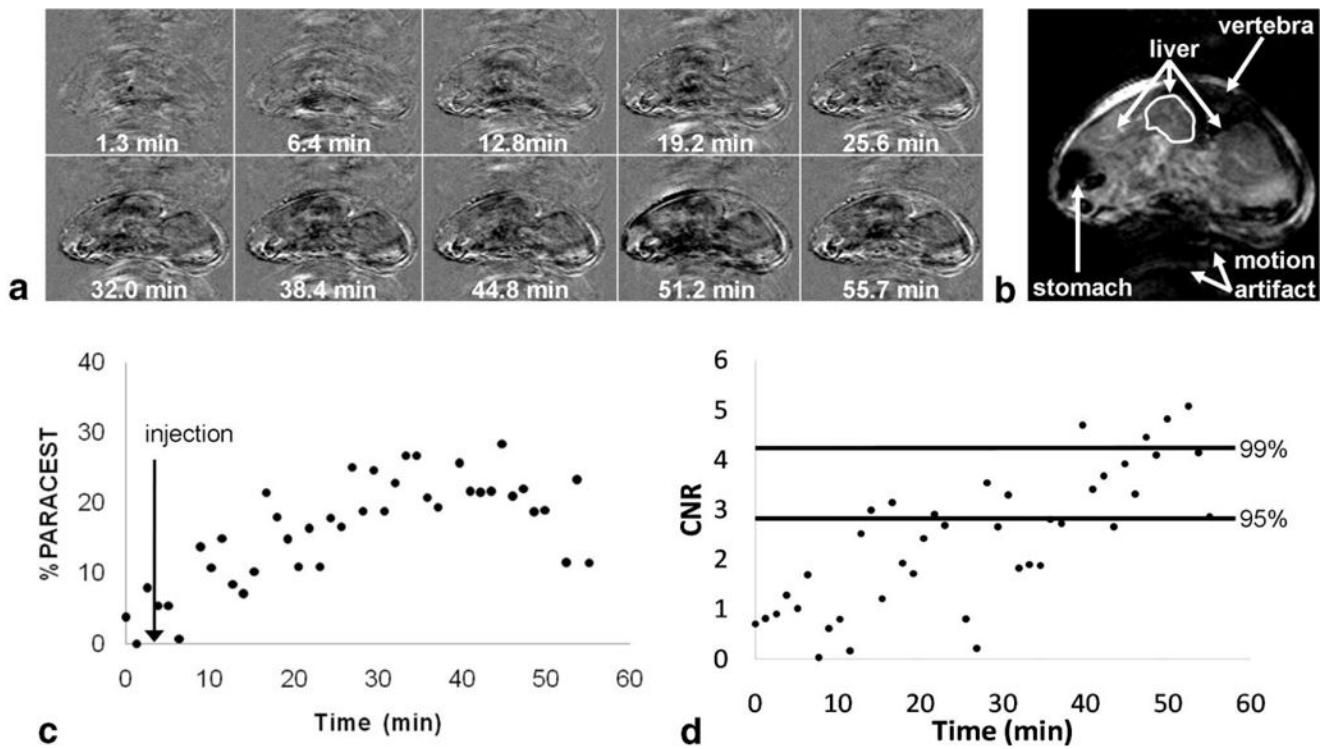 1.3 min
6.4 min
12.8min
19.2 min
25.6 min
32.0 min
38.4 min
44.8 min
51.2 min
55.7 min
a
vertebra
liver
stomach
motion
artifact
b
40
30
20
10
0
% PARACEST
injection
0 10 20 30 40 50 60
Time (min)
c
6
5
4
3
2
1
0
CNR
99%
95%
0 10 20 30 40 50 60
Time (min)
d